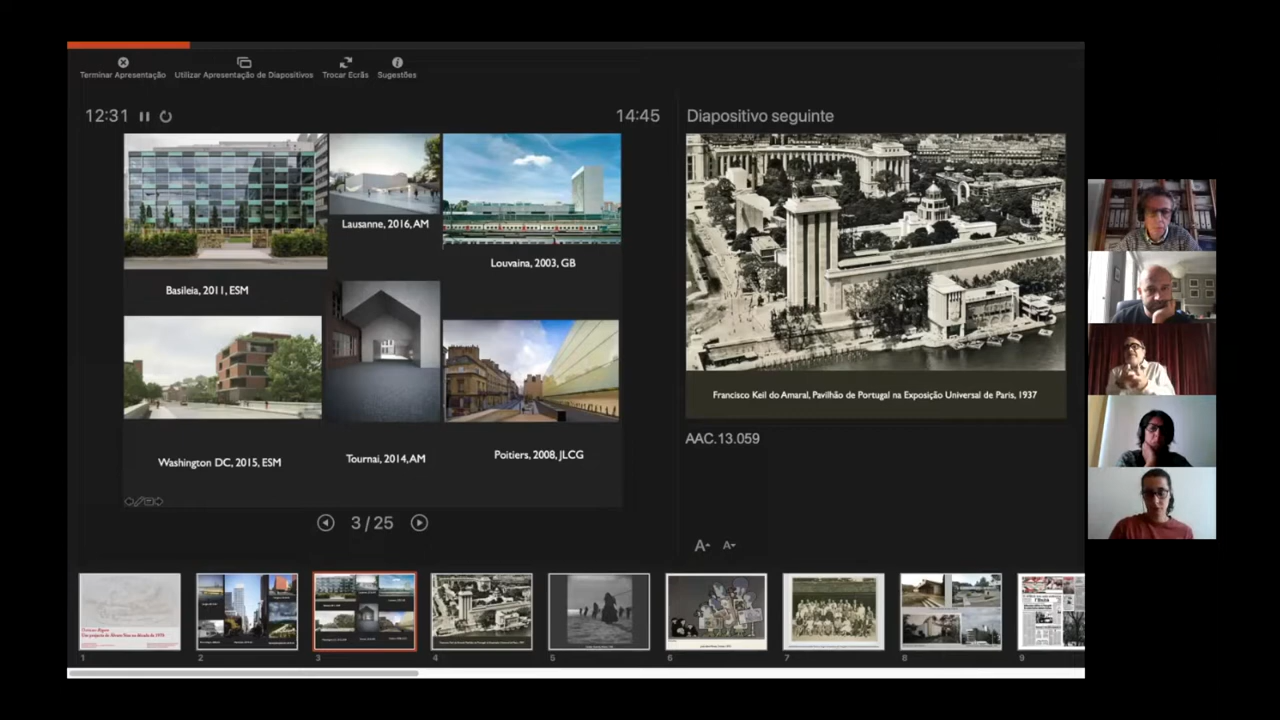 Terminar Apresentação
Utilizar Apresentação de Diapositivos
Trocar Ecrãs
Sugestões
12:31
14:45
Diapositivo seguinte
Lausanne, 2016, AM
Louvaina, 2003, GB
Basileia, 2011, ESM
Francisco Keil do Amaral, Pavilhão de Portugal na Exposição Universal de Paris, 1937
AAC.13.059
Washington DC, 2015, ESM
Tournai, 2014, AM
Poitiers, 2008, JLCG
3 / 25
A
A
1
2
3
4
5
6
7
8
9